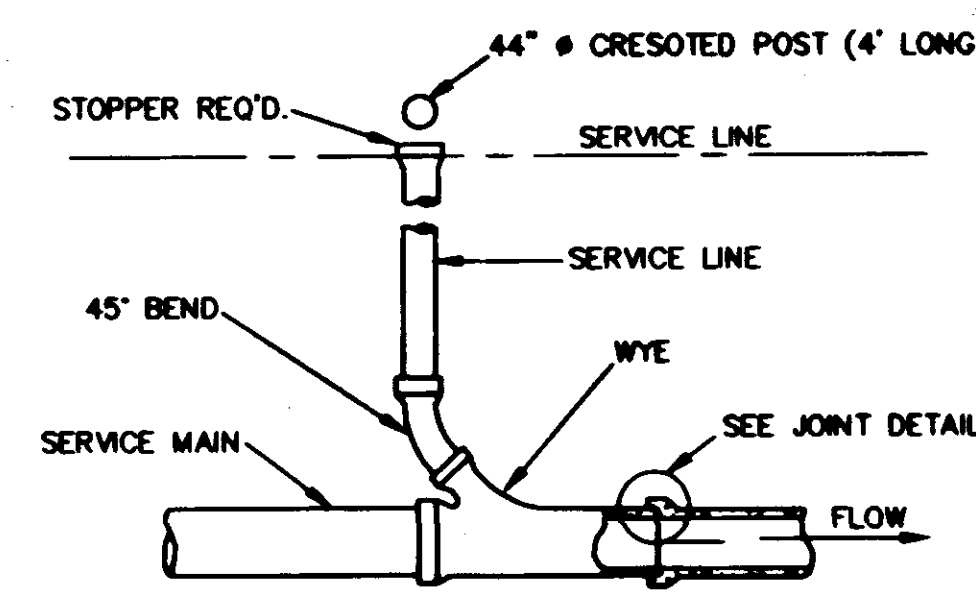 44" ø CRESOTED POST (4' LONG
STOPPER REQ'D.
SERVICE LINE
SERVICE LINE
45° BEND
WYE
SERVICE MAIN
SEE JOINT DETAIL
FLOW